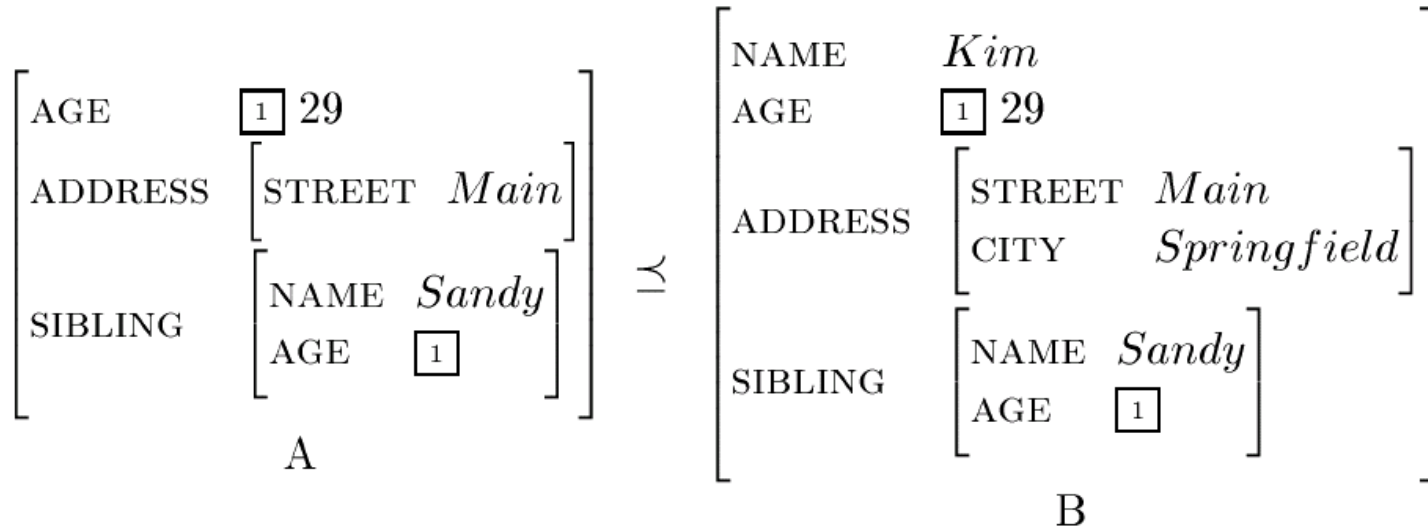 AGE 1 29
ADDRESS STREET Main
SIBLING NAME Sandy
AGE 1
A
⪯
NAME Kim
AGE 1 29
ADDRESS STREET Main
CITY Springfield
SIBLING NAME Sandy
AGE 1
B